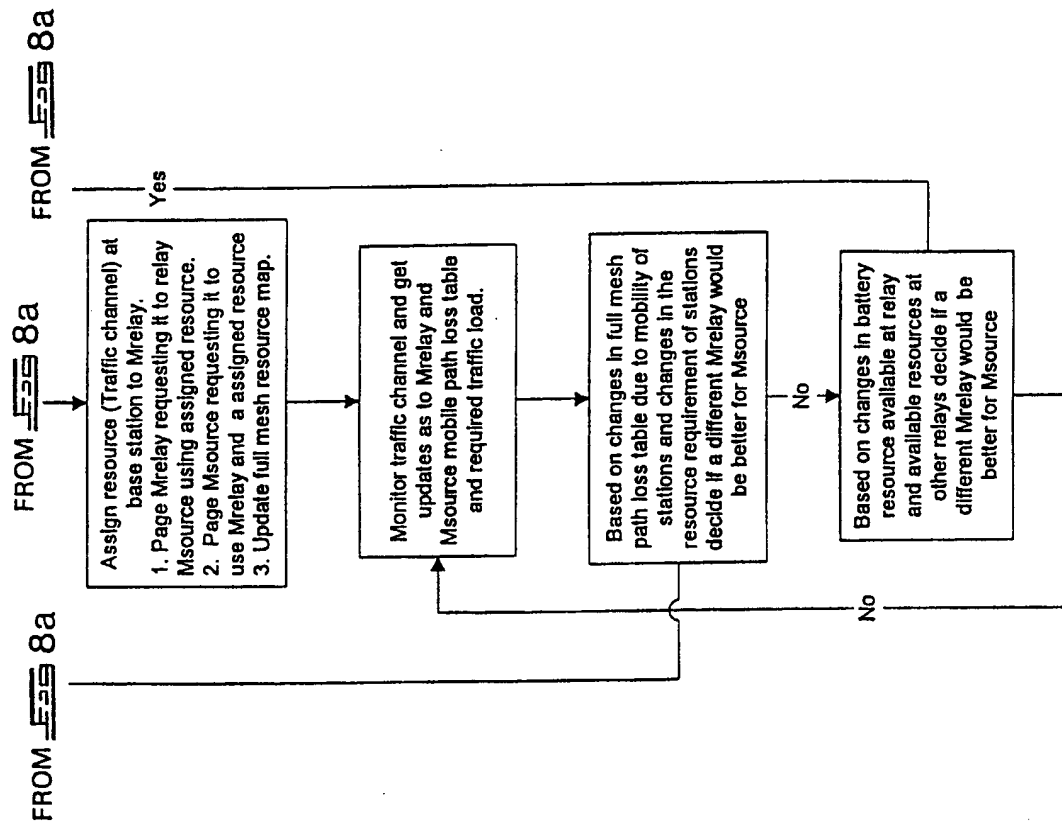 FROM FIG 8a
FROM FIG 8a
FROM FIG 8a
Assign resource (Traffic channel) at
base station to Mrelay.
1. Page Mrelay requesting it to relay
Msource using assigned resource.
2. Page Msource requesting it to
use Mrelay and a assigned resource
3. Update full mesh resource map.
Yes
Monitor traffic channel and get
updates as to Mrelay and
Msource mobile path loss table
and required traffic load.
Based on changes in full mesh
path loss table due to mobility of
stations and changes in the
resource requirement of stations
decide if a different Mrelay would
be better for Msource
No
No
Based on changes in battery
resource available at relay
and available resources at
other relays decide if a
different Mrelay would be
better for Msource